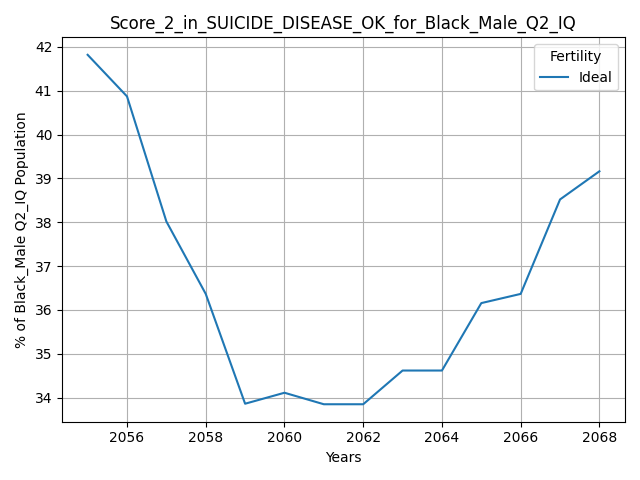 Score_2_in_SUICIDE_DISEASE_OK_for_Black_Male_Q2_IQ
Fertility
Ideal
% of Black_Male Q2_IQ Population
42
41
40
39
38
37
36
35
34
2056 2058 2060 2062 2064 2066 2068
Years